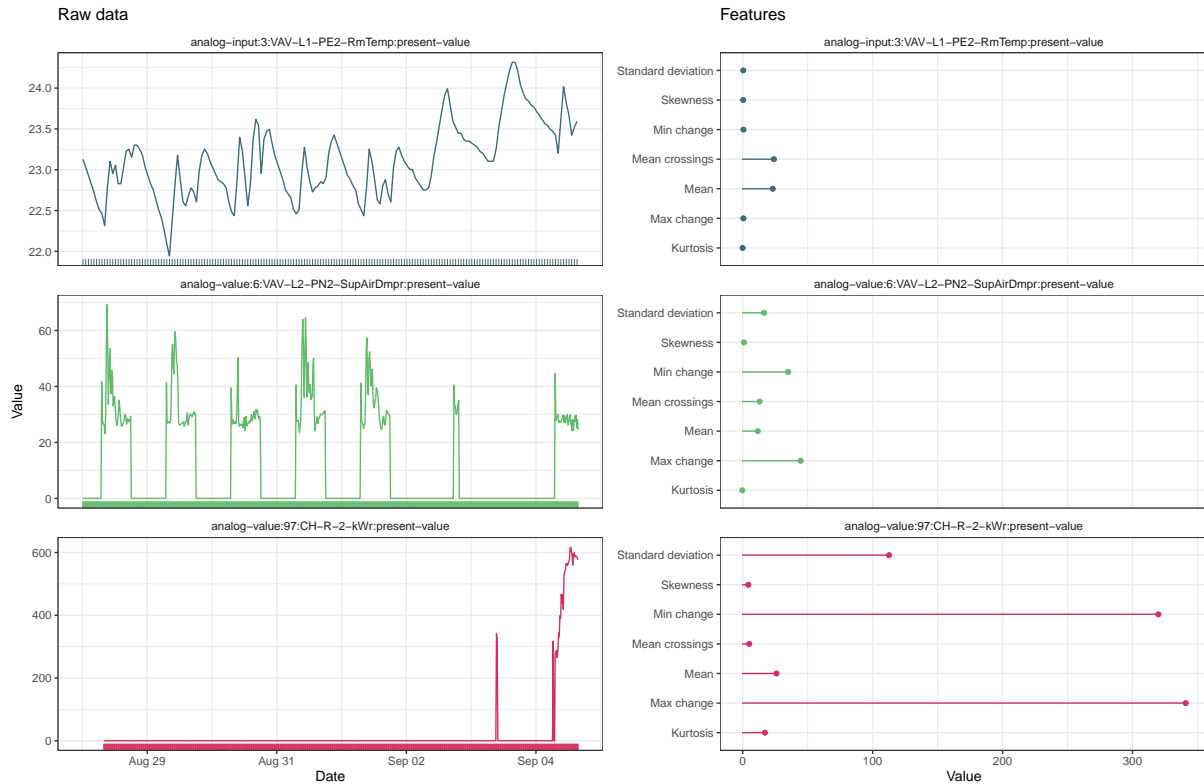 Raw data
analog−input:3:VAV−L1−PE2−RmTemp:present−value
24.0
23.5
23.0
22.5
22.0
analog−value:6:VAV−L2−PN2−SupAirDmpr:present−value
60
40
20
0
analog−value:97:CH−R−2−kWr:present−value
600
400
200
0
Aug 29
Aug 31
Sep 02
Sep 04
Date
Value
Features
analog−input:3:VAV−L1−PE2−RmTemp:present−value
Standard deviation
Skewness
Min change
Mean crossings
Mean
Max change
Kurtosis
analog−value:6:VAV−L2−PN2−SupAirDmpr:present−value
Standard deviation
Skewness
Min change
Mean crossings
Mean
Max change
Kurtosis
analog−value:97:CH−R−2−kWr:present−value
Standard deviation
Skewness
Min change
Mean crossings
Mean
Max change
Kurtosis
0
100
200
300
Value